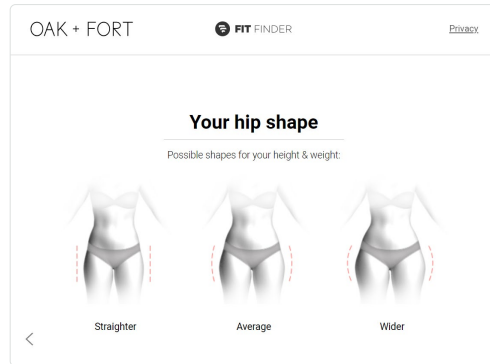 OAK + FORT
FIT FINDER
Privacy
Your hip shape
Possible shapes for your height & weight:
Straighter
Average
Wider